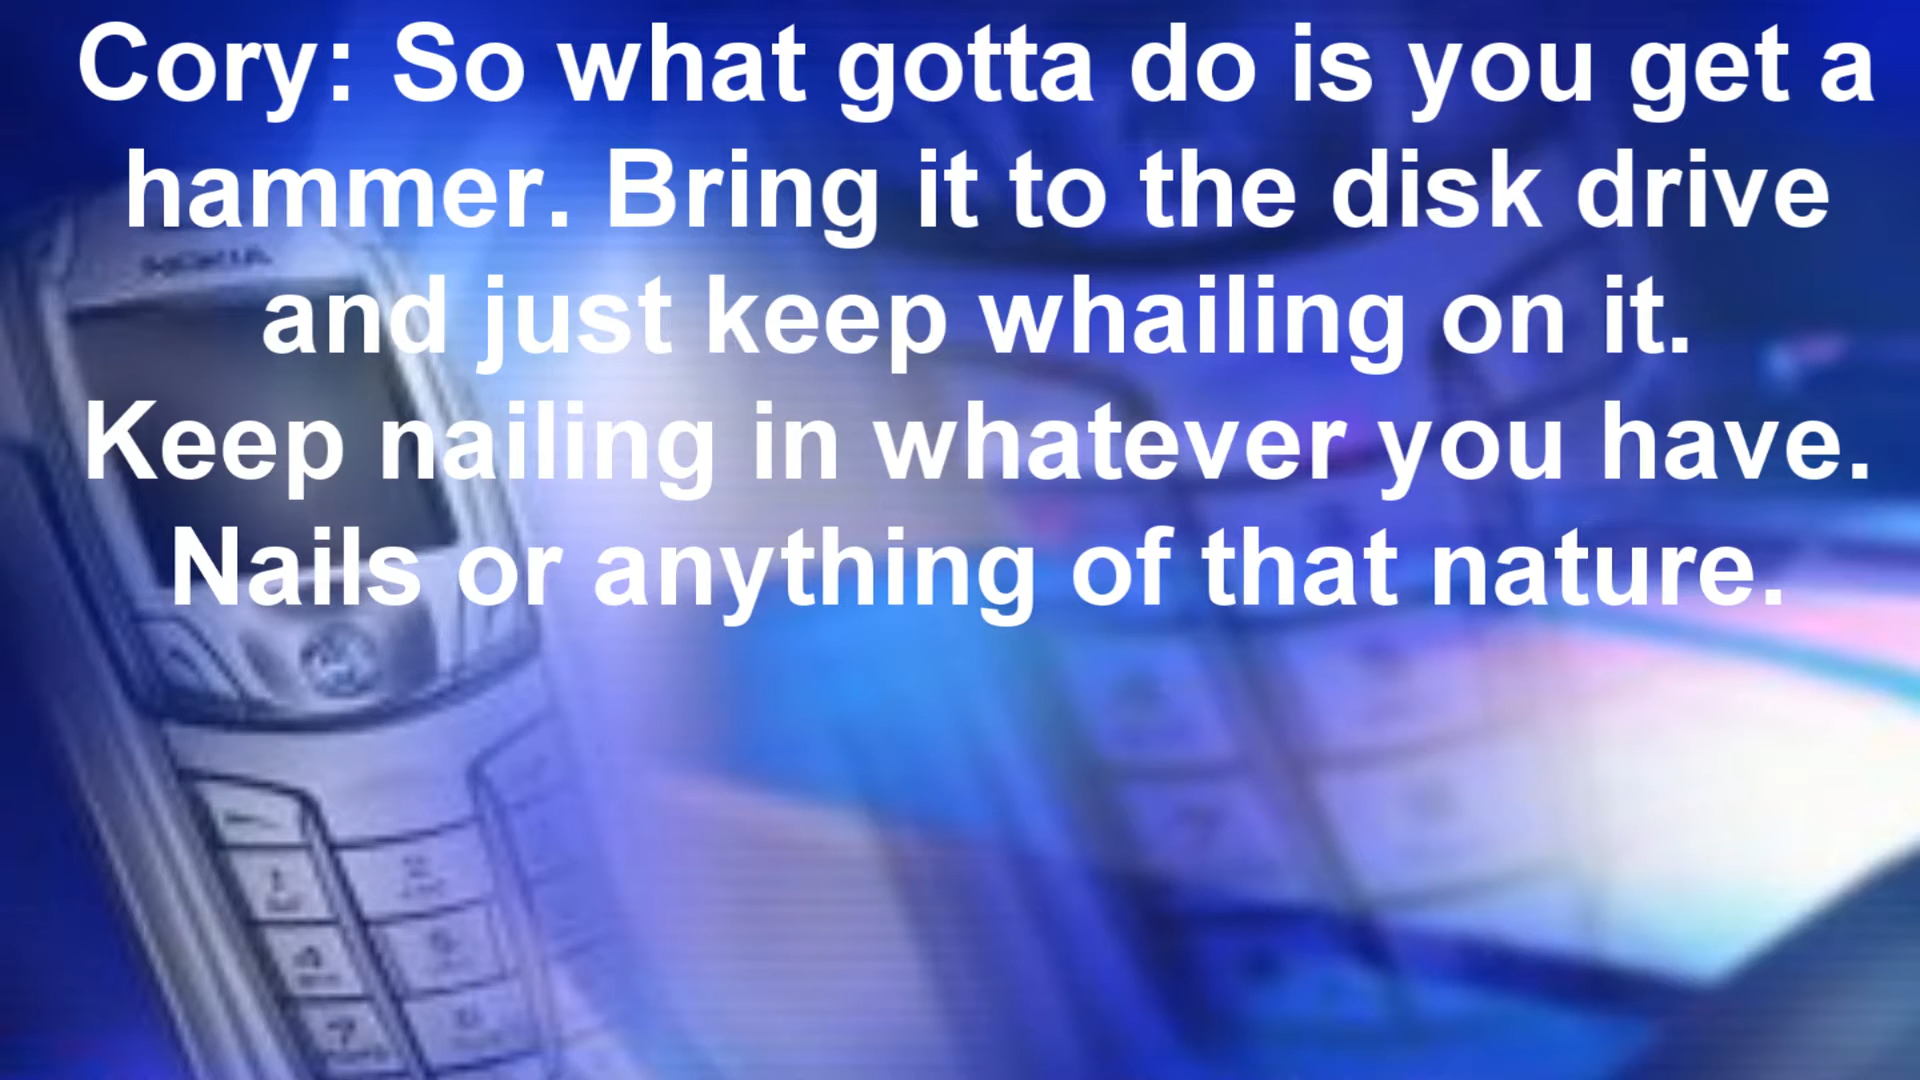 Cory: So what gotta do is you get a
hammer. Bring it to the disk drive
and just keep whailing on it.
Keep nailing in whatever you have.
Nails or anything of that nature.
NOKIA